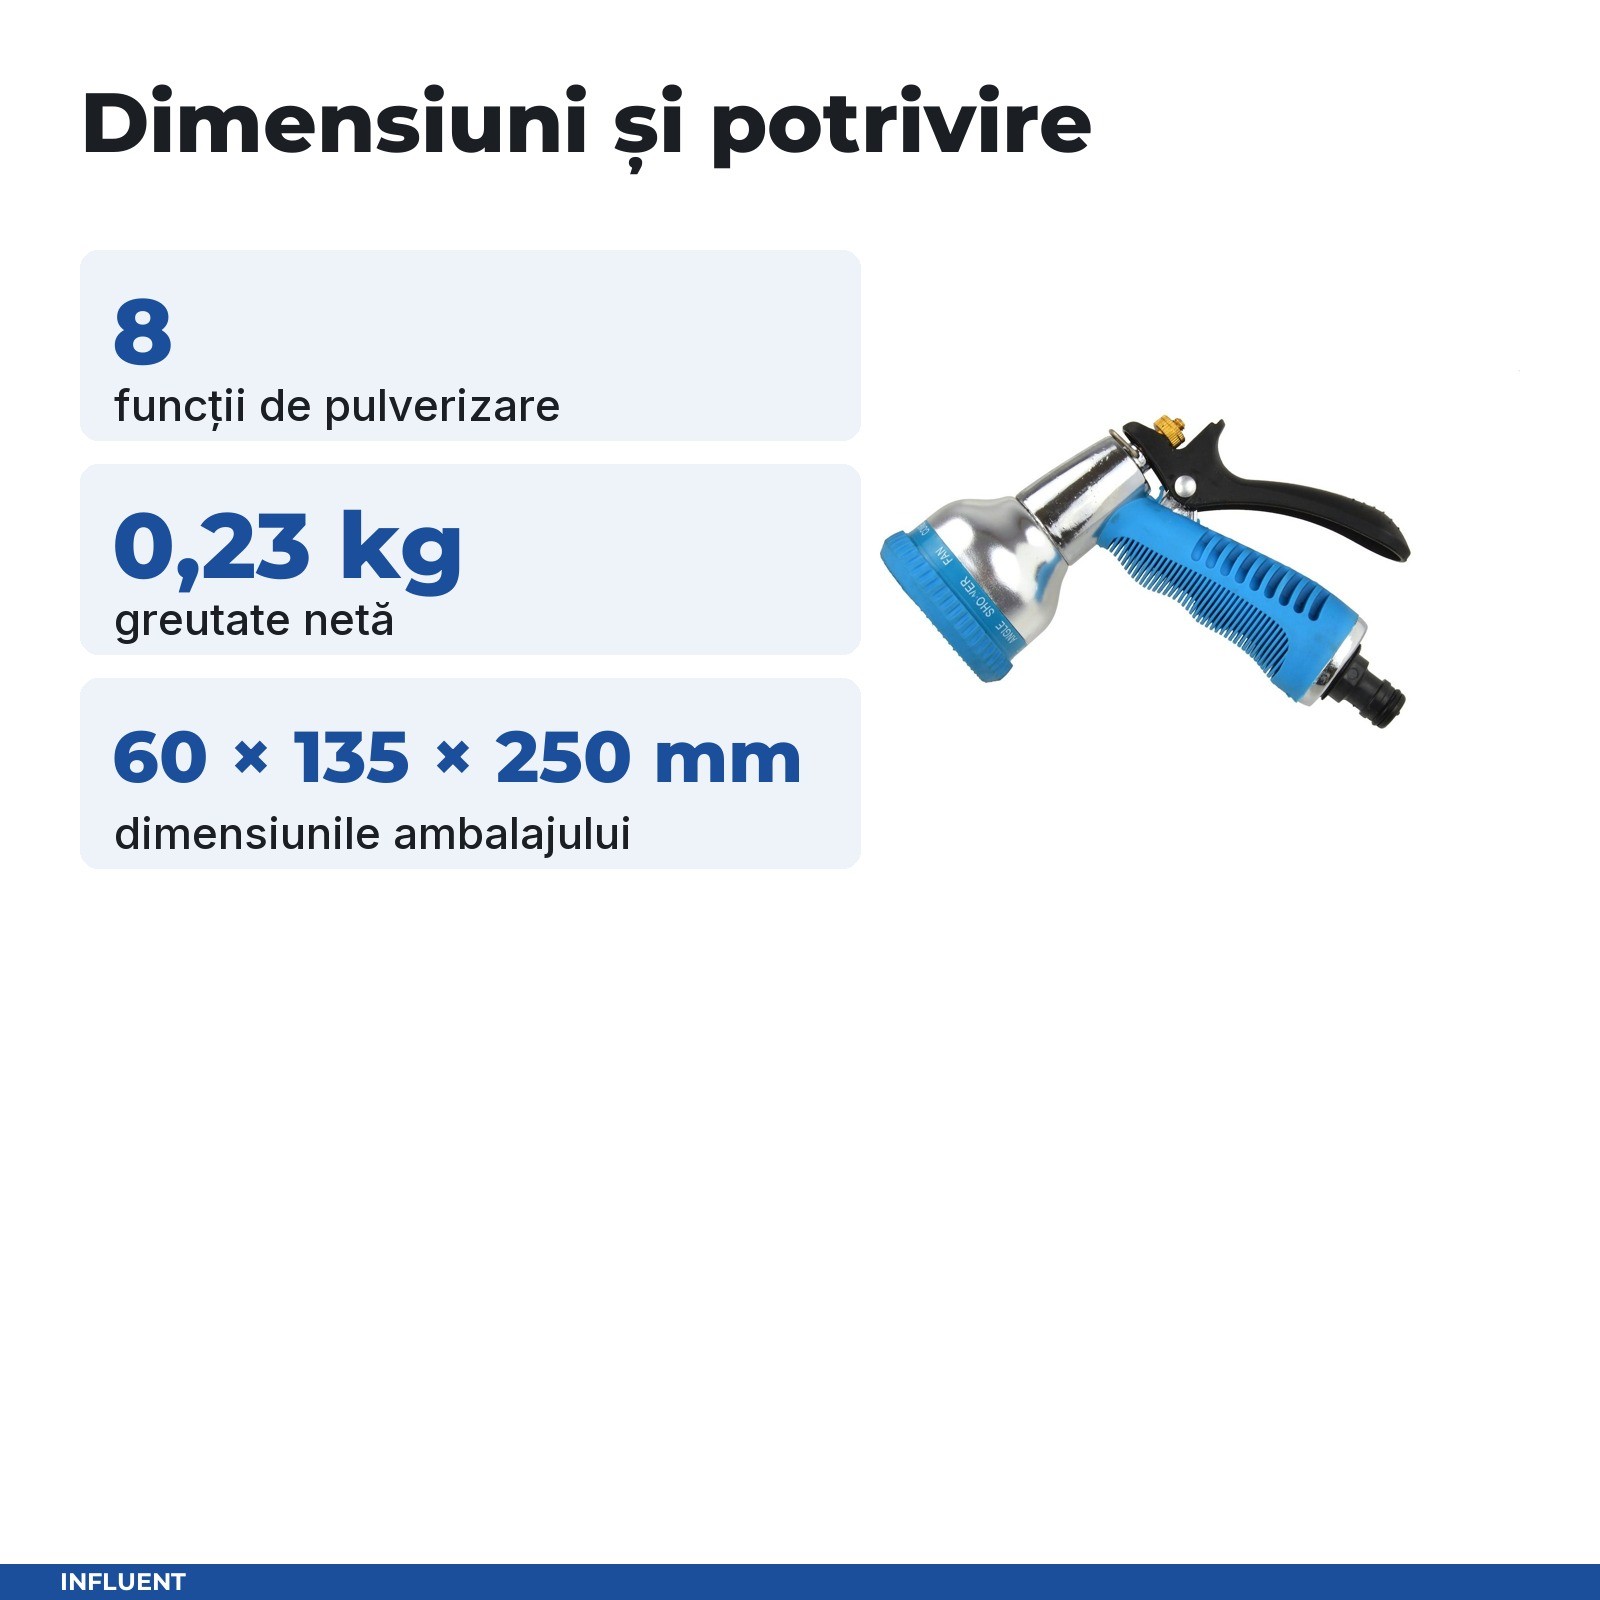 Dimensiuni și potrivire
8
funcții de pulverizare
0,23 kg
greutate netă
60 × 135 × 250 mm
dimensiunile ambalajului
FAN
SHOWER
ANGLE
INFLUENT